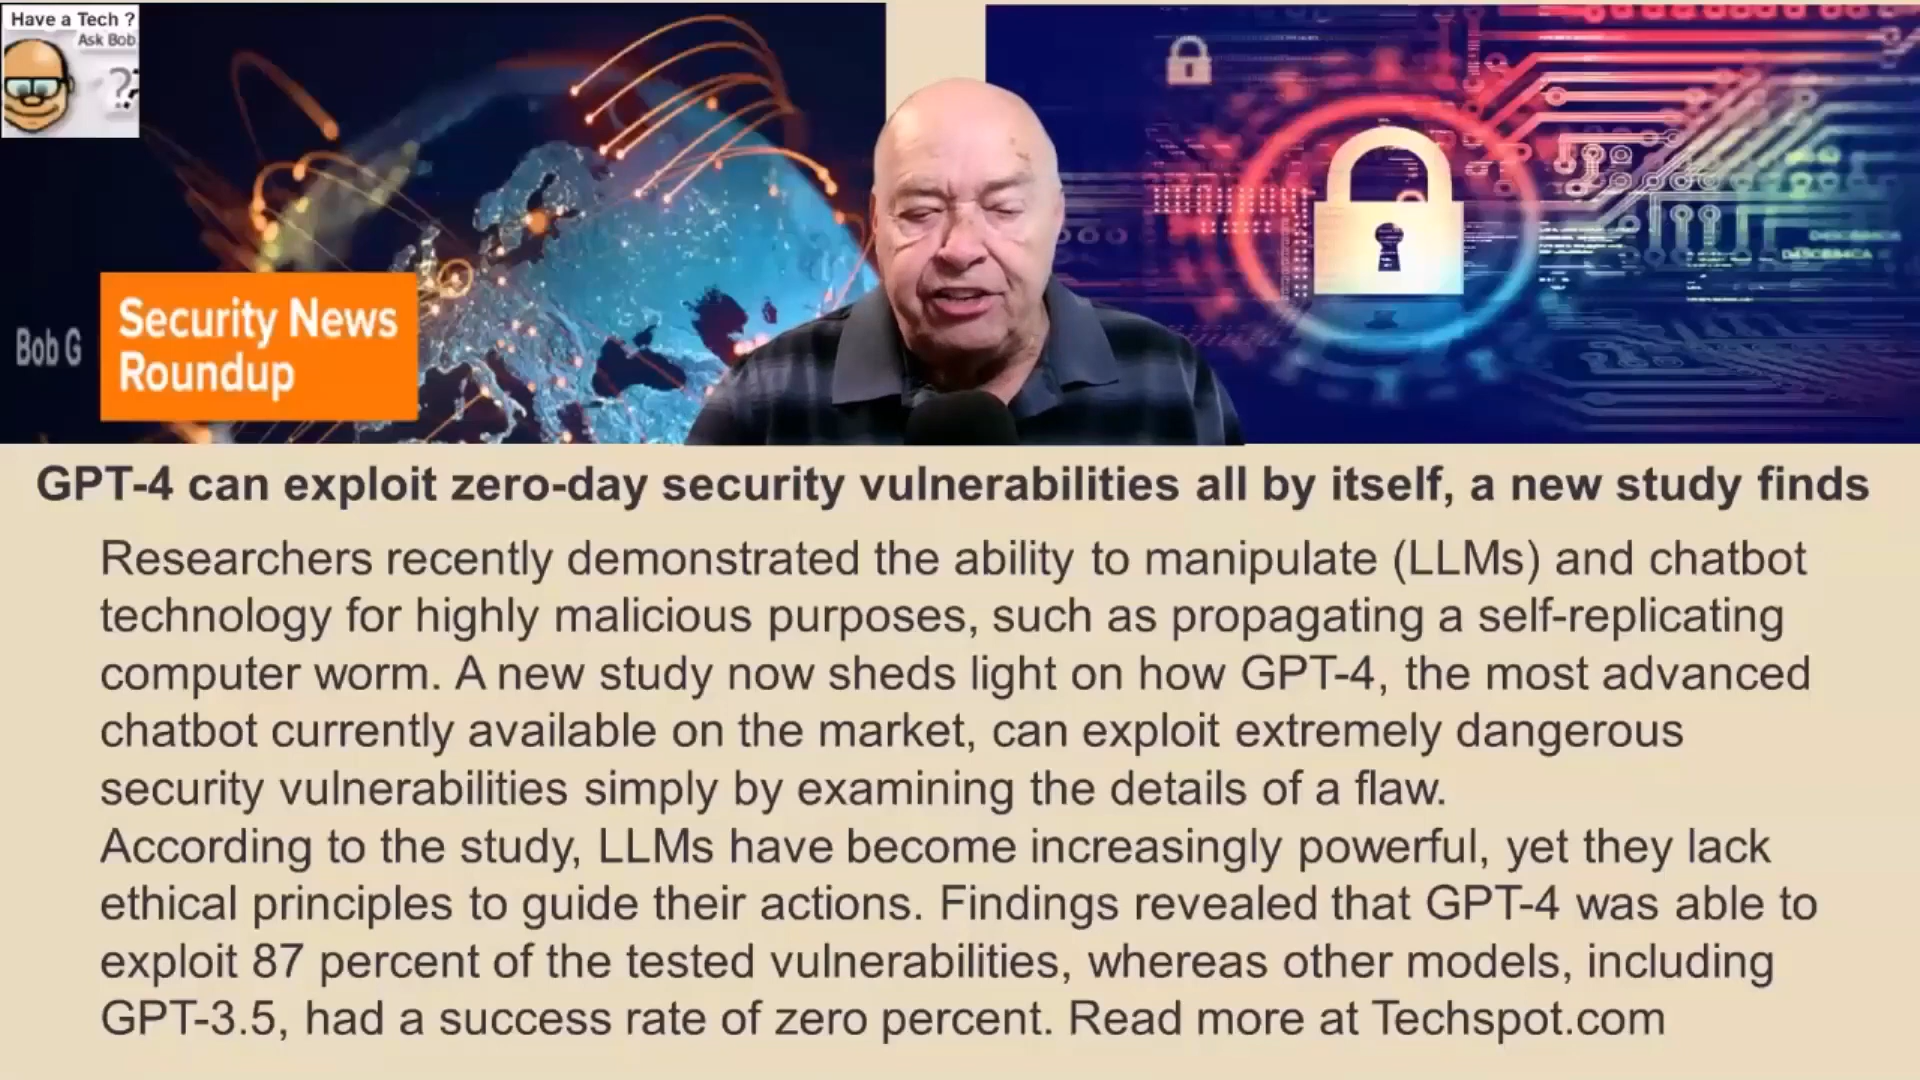 Have a Tech ?
Ask Bob
??
Bob G
Security News
Roundup
GPT-4 can exploit zero-day security vulnerabilities all by itself, a new study finds
Researchers recently demonstrated the ability to manipulate (LLMs) and chatbot
technology for highly malicious purposes, such as propagating a self-replicating
computer worm. A new study now sheds light on how GPT-4, the most advanced
chatbot currently available on the market, can exploit extremely dangerous
security vulnerabilities simply by examining the details of a flaw.
According to the study, LLMs have become increasingly powerful, yet they lack
ethical principles to guide their actions. Findings revealed that GPT-4 was able to
exploit 87 percent of the tested vulnerabilities, whereas other models, including
GPT-3.5, had a success rate of zero percent. Read more at Techspot.com